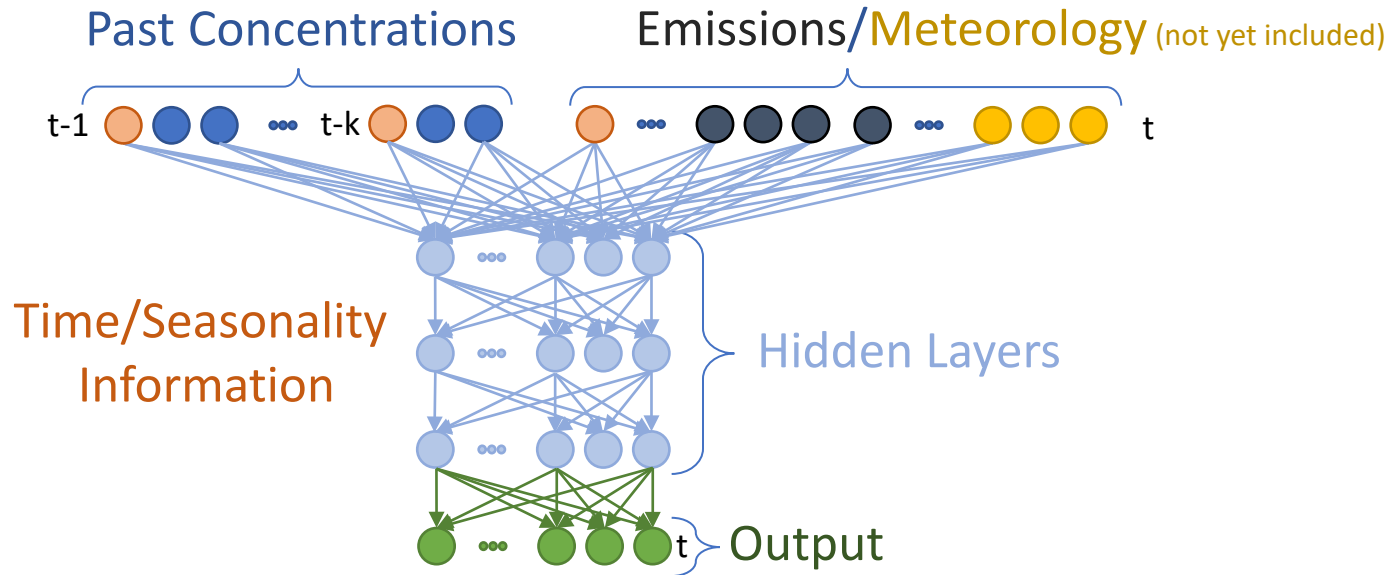 Past Concentrations
Emissions/Meteorology (not yet included)
t-1
t-k
t
Time/Seasonality
Information
Hidden Layers
t
Output